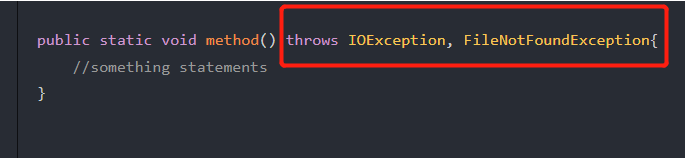 public static void method() throws IOException, FileNotFoundException{
//something statements
}